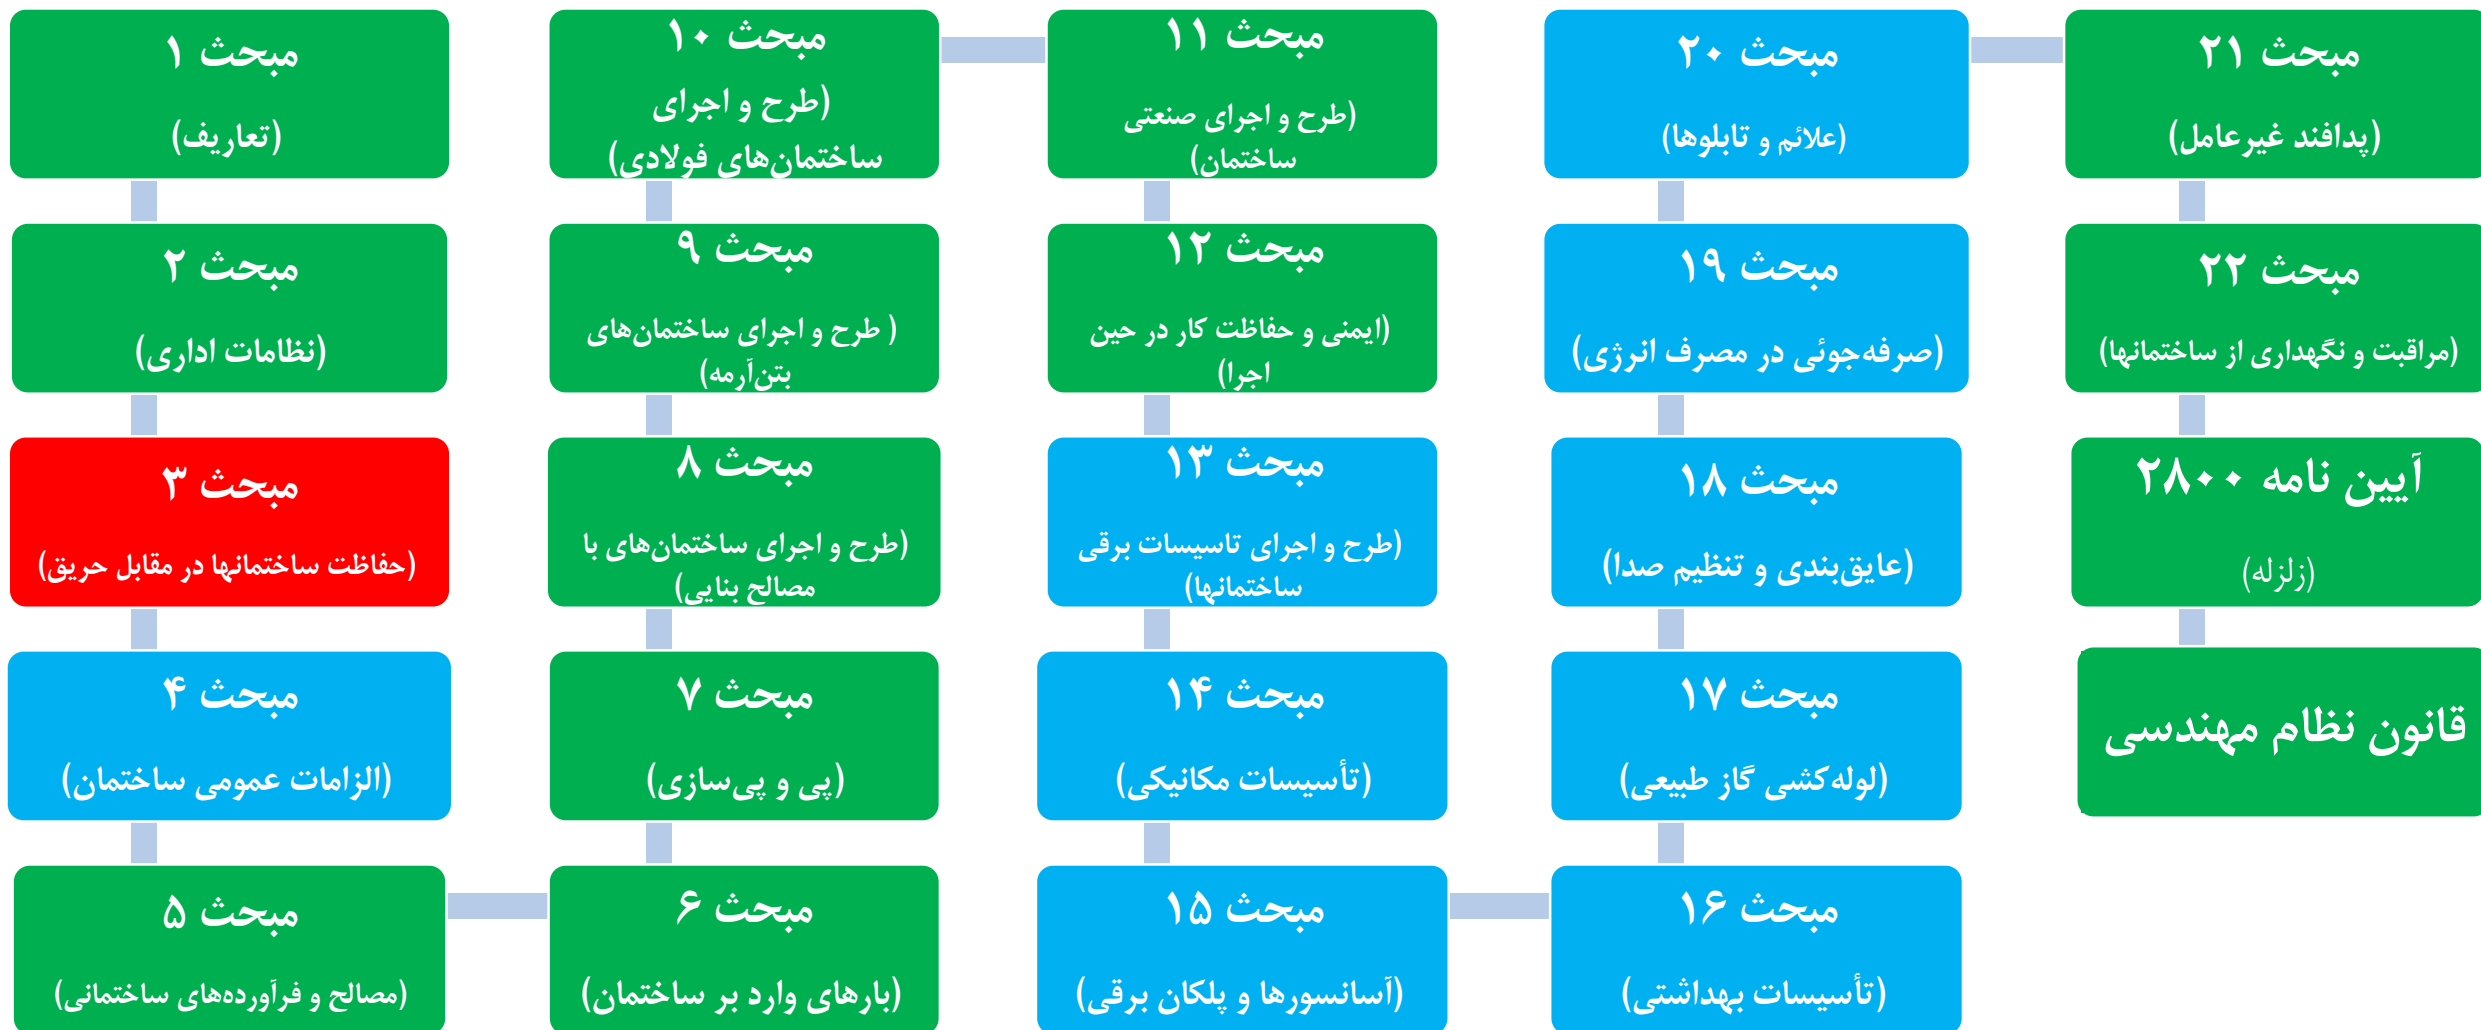 مبحث ۱
(تعاریف)
مبحث ۲
(نظامات اداری)
مبحث ۳
(حفاظت ساختمانها در مقابل حریق)
مبحث ۴
(الزامات عمومی ساختمان)
مبحث ۵
(مصالح و فرآورده‌های ساختمانی)
مبحث ۶
(بارهای وارد بر ساختمان)
مبحث ۷
(پی و پی‌سازی)
مبحث ۸
(طرح و اجرای ساختمان‌های با
مصالح بنایی)
مبحث ۹
( طرح و اجرای ساختمان‌های
بتن‌آرمه)
مبحث ۱۰
(طرح و اجرای
ساختمان‌های فولادی)
مبحث ۱۱
(طرح و اجرای صنعتی
ساختمان)
مبحث ۱۲
(ایمنی و حفاظت کار در حین
اجرا)
مبحث ۱۳
(طرح و اجرای تاسیسات برقی
ساختمانها)
مبحث ۱۴
(تأسیسات مکانیکی)
مبحث ۱۵
(آسانسورها و پلکان برقی)
مبحث ۱۶
(تأسیسات بهداشتی)
مبحث ۱۷
(لوله‌کشی گاز طبیعی)
مبحث ۱۸
(عایق‌بندی و تنظیم صدا)
مبحث ۱۹
(صرفه‌جوئی در مصرف انرژی)
مبحث ۲۰
(علائم و تابلوها)
مبحث ۲۱
(پدافند غیرعامل)
مبحث ۲۲
(مراقبت و نگهداری از ساختمانها)
آیین نامه ۲۸۰۰
(زلزله)
قانون نظام مهندسی